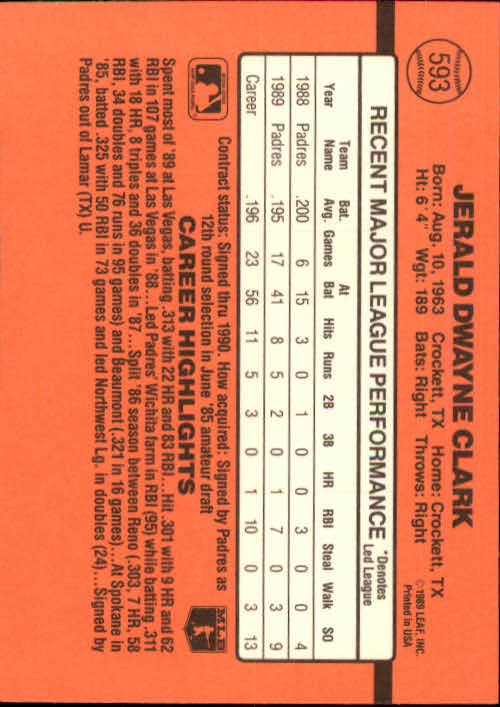 593
JERALD DWAYNE CLARK
Born: Aug. 10, 1963 Crockett, TX Home: Crockett, TX
Ht: 6' 4" Wgt: 189 Bats: Right Throws: Right
©1989 LEAF, INC.
Printed in USA
RECENT MAJOR LEAGUE PERFORMANCE
*Denotes
Led League
Year Team Name Bat. Avg. Games At Bat Hits Runs 2B 3B HR RBI Steal Walk SO
1988 Padres .200 6 15 3 0 1 0 0 3 0 0 4
1989 Padres .195 17 41 8 5 2 0 1 7 0 3 9
Career .196 23 56 11 5 3 0 1 10 0 3 13
Contract status: Signed thru 1990. How acquired: Signed by Padres as
12th round selection in June '85 amateur draft
MLB
CAREER HIGHLIGHTS
Spent most of '89 at Las Vegas, batting .313 with 22 HR and 83 RBI...Hit .301 with 9 HR and 62
RBI in 107 games at Las Vegas in '88...Led Padres' Wichita farm in RBI (95) while batting .311
with 18 HR, 8 triples and 36 doubles in '87...Split '86 season between Reno (.303, 7 HR, 58
RBI, 34 doubles and 76 runs in 95 games) and Beaumont (.321 in 16 games)...At Spokane in
'85, batted .325 with 50 RBI in 73 games and led Northwest Lg. in doubles (24)...Signed by
Padres out of Lamar (TX) U.